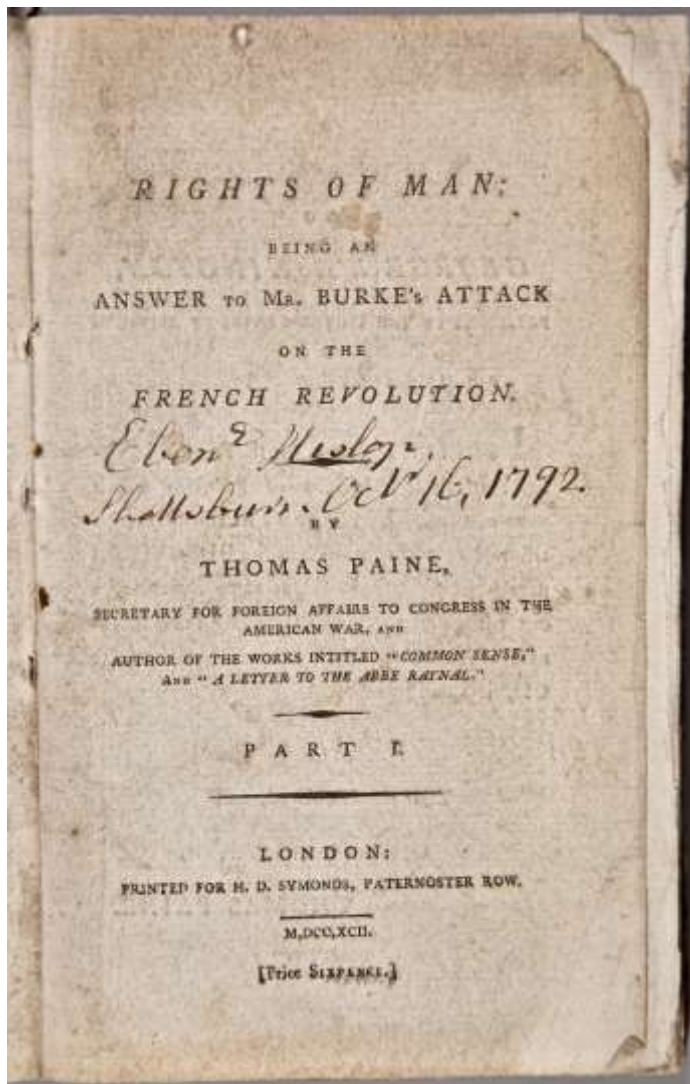 RIGHTS OF MAN:
BEING AN
ANSWER TO MR. BURKE's ATTACK
ON THE
FRENCH REVOLUTION.
Ebenr
Octr 16, 1792.
BY
THOMAS PAINE,
SECRETARY FOR FOREIGN AFFAIRS TO CONGRESS IN THE
AMERICAN WAR, AND
AUTHOR OF THE WORKS INTITLED "COMMON SENSE,"
AND "A LETTER TO THE ABBE RAYNAL."
PART I.
LONDON:
PRINTED FOR H. D. SYMONDS, PATERNOSTER ROW.
M,DCC,XCII.
[Price SIXPENCE.]